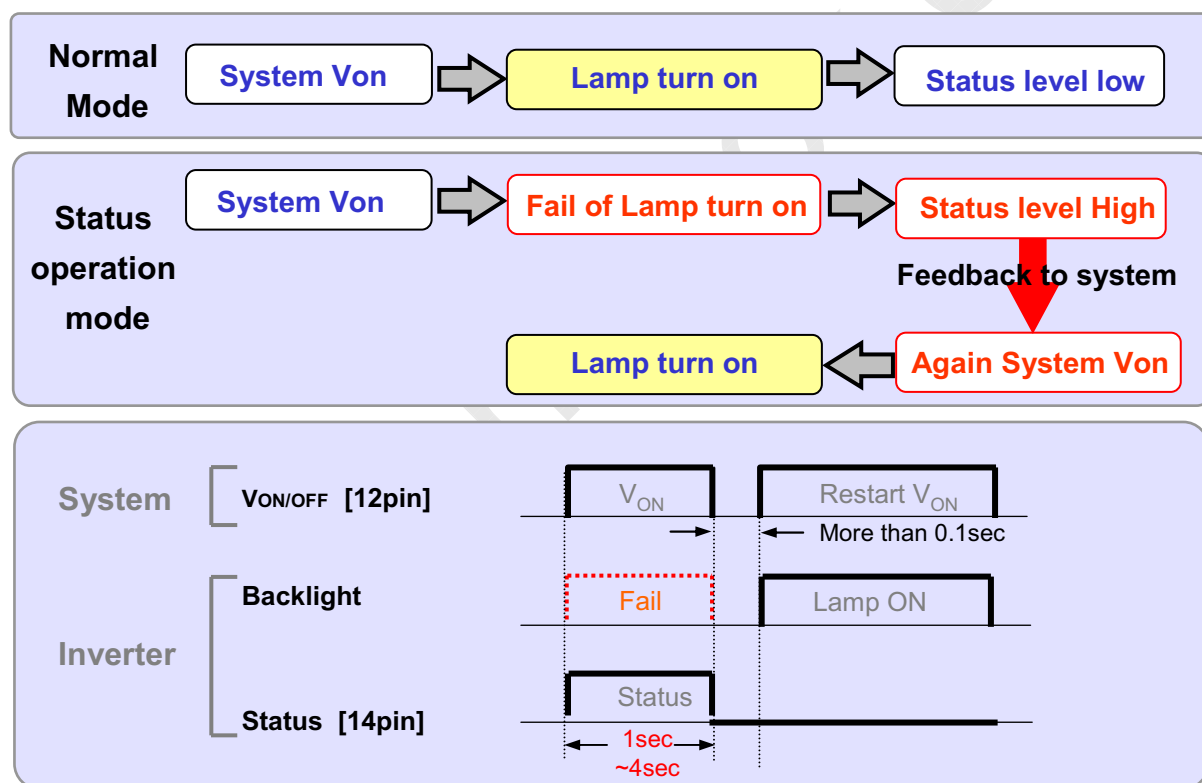 Normal
Mode
System Von
Lamp turn on
Status level low
Status
operation
mode
System Von
Fail of Lamp turn on
Status level High
Feedback to system
Lamp turn on
Again System Von
System
VON/OFF [12pin]
VON
Restart VON
More than 0.1sec
Inverter
Backlight
Fail
Lamp ON
Status [14pin]
Status
1sec
~4sec